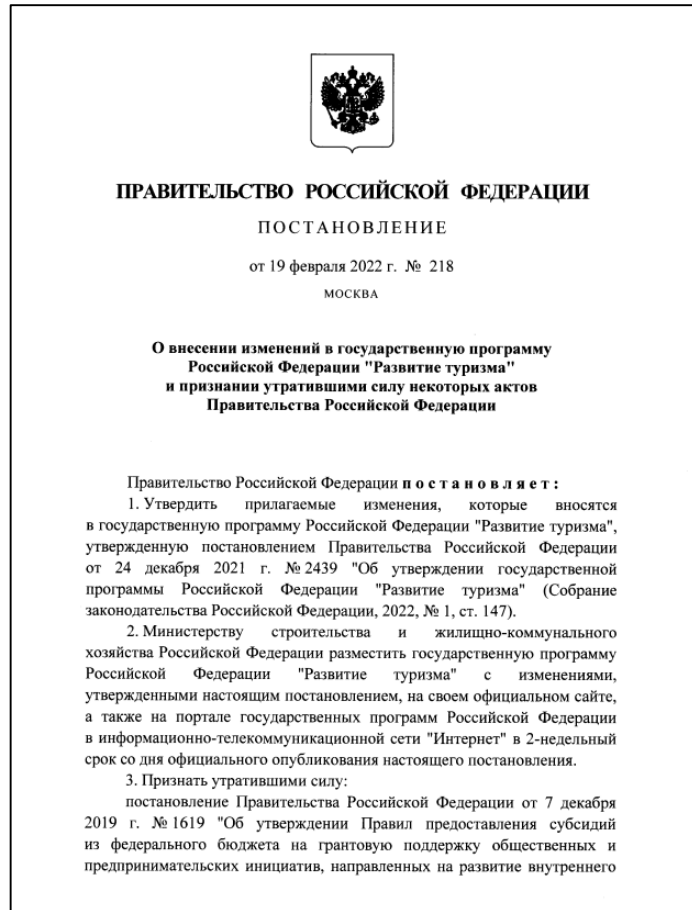 ПРАВИТЕЛЬСТВО РОССИЙСКОЙ ФЕДЕРАЦИИ
ПОСТАНОВЛЕНИЕ
от 19 февраля 2022 г. № 218
МОСКВА
О внесении изменений в государственную программу
Российской Федерации "Развитие туризма"
и признании утратившими силу некоторых актов
Правительства Российской Федерации
Правительство Российской Федерации постановляет:
1. Утвердить прилагаемые изменения, которые вносятся
в государственную программу Российской Федерации "Развитие туризма",
утвержденную постановлением Правительства Российской Федерации
от 24 декабря 2021 г. № 2439 "Об утверждении государственной
программы Российской Федерации "Развитие туризма" (Собрание
законодательства Российской Федерации, 2022, № 1, ст. 147).
2. Министерству строительства и жилищно-коммунального
хозяйства Российской Федерации разместить государственную программу
Российской Федерации "Развитие туризма" с изменениями,
утвержденными настоящим постановлением, на своем официальном сайте,
а также на портале государственных программ Российской Федерации
в информационно-телекоммуникационной сети "Интернет" в 2-недельный
срок со дня официального опубликования настоящего постановления.
3. Признать утратившими силу:
постановление Правительства Российской Федерации от 7 декабря
2019 г. № 1619 "Об утверждении Правил предоставления субсидий
из федерального бюджета на грантовую поддержку общественных и
предпринимательских инициатив, направленных на развитие внутреннего